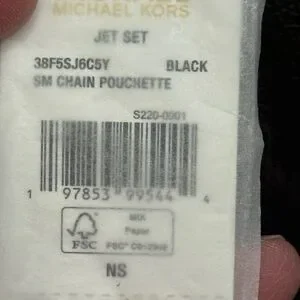 MICHAEL KORS
JET SET
38F5SJ6C5Y BLACK
SM CHAIN POUCHETTE
S220-0001
1 97853 99544 4
FSC
MIX
Paper
FSC®
NS